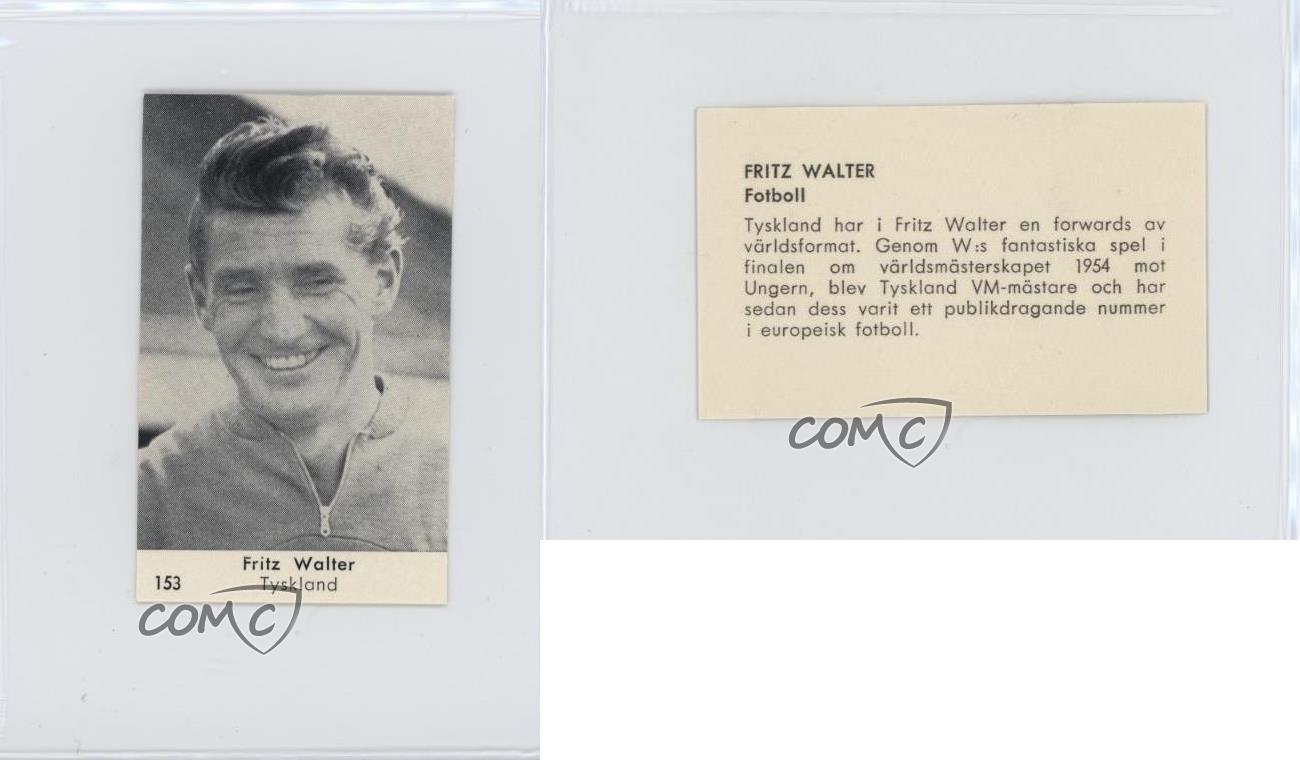 Fritz Walter
153
Tyskland
COMC
FRITZ WALTER
Fotboll
Tyskland har i Fritz Walter en forwards av
världsformat. Genom W:s fantastiska spel i
finalen om världsmästerskapet 1954 mot
Ungern, blev Tyskland VM-mästare och har
sedan dess varit ett publikdragande nummer
i europeisk fotboll.
COMC